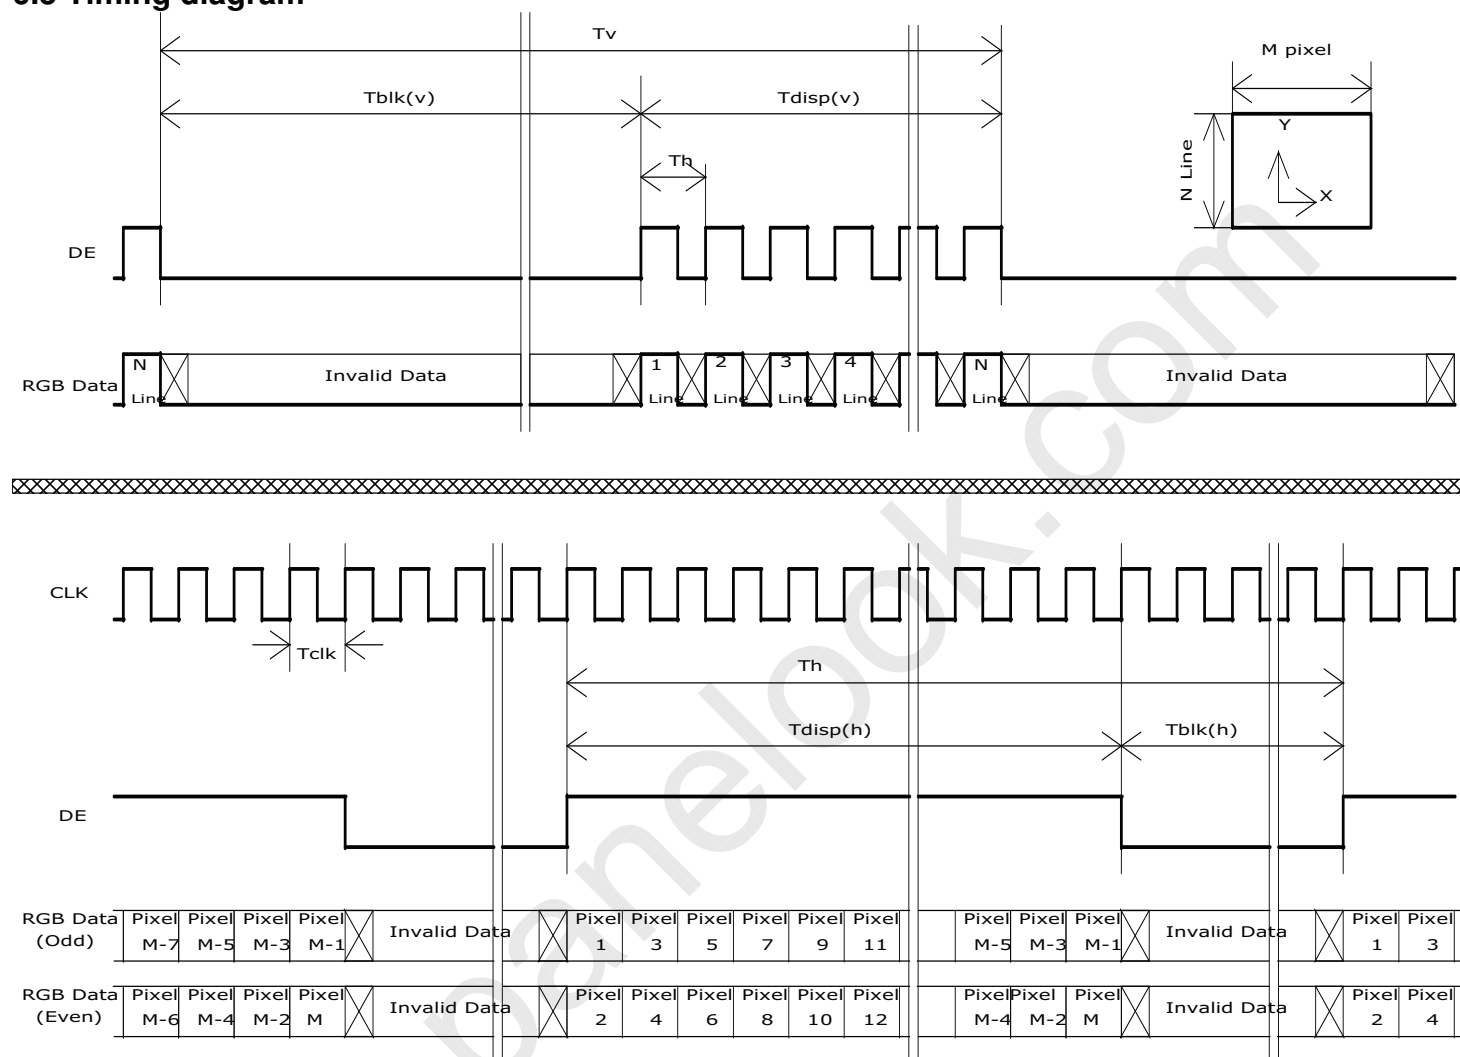 Tv
M pixel
Tblk(v)
Tdisp(v)
Y
Th
N Line
X
DE
N
1
2
3
4
N
RGB Data
Invalid Data
Invalid Data
Line
Line
Line
Line
Line
Line
CLK
Tclk
Th
Tdisp(h)
Tblk(h)
DE
RGB Data
(Odd)
Pixel Pixel Pixel Pixel
M-7 M-5 M-3 M-1
Invalid Data
Pixel Pixel Pixel Pixel Pixel Pixel
1 3 5 7 9 11
Pixel Pixel Pixel
M-5 M-3 M-1
Invalid Data
Pixel Pixel
1 3
RGB Data
(Even)
Pixel Pixel Pixel Pixel
M-6 M-4 M-2 M
Invalid Data
Pixel Pixel Pixel Pixel Pixel Pixel
2 4 6 8 10 12
Pixel Pixel Pixel
M-4 M-2 M
Invalid Data
Pixel Pixel
2 4
panelook.com